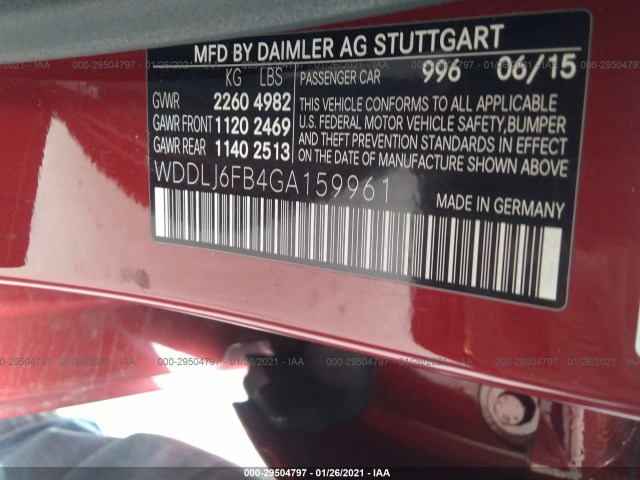 MFD BY DAIMLER AG STUTTGART
KG LBS PASSENGER CAR 996 06/15
GVWR 2260 4982
GAWR FRONT 1120 2469
GAWR REAR 1140 2513
THIS VEHICLE CONFORMS TO ALL APPLICABLE
U.S. FEDERAL MOTOR VEHICLE SAFETY, BUMPER
AND THEFT PREVENTION STANDARDS IN EFFECT
ON THE DATE OF MANUFACTURE SHOWN ABOVE.
WDDLJ6FB4GA159961
MADE IN GERMANY
000-29504797 - 01/26/2021 - IAA